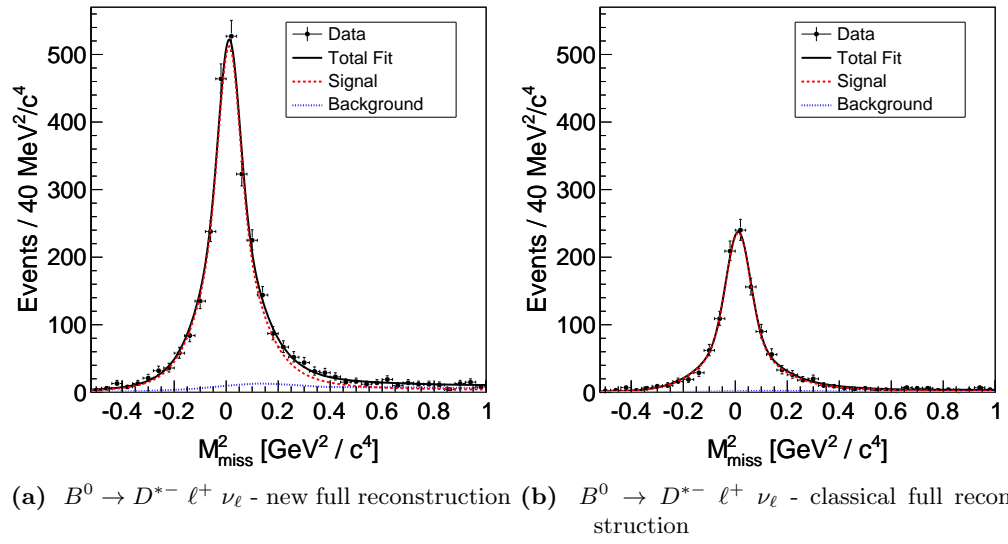 Events / 40 MeV²/c⁴
500
400
300
200
100
0
-0.4 -0.2 0 0.2 0.4 0.6 0.8 1
M²miss [GeV² / c⁴]
Data
Total Fit
Signal
Background
Events / 40 MeV²/c⁴
500
400
300
200
100
0
-0.4 -0.2 0 0.2 0.4 0.6 0.8 1
M²miss [GeV² / c⁴]
Data
Total Fit
Signal
Background
(a) B⁰ → D*⁻ ℓ⁺ νℓ - new full reconstruction
(b) B⁰ → D*⁻ ℓ⁺ νℓ - classical full recon
struction